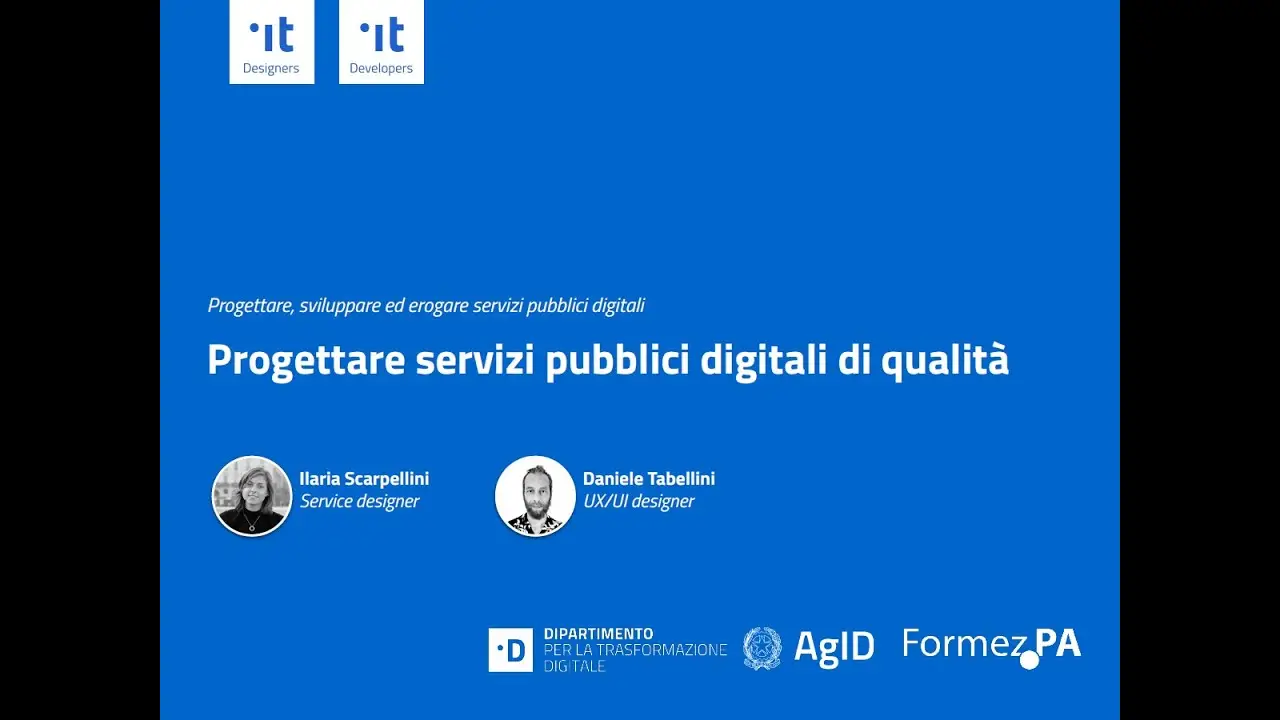 ·it
Designers
·it
Developers
Progettare, sviluppare ed erogare servizi pubblici digitali
Progettare servizi pubblici digitali di qualità
Ilaria Scarpellini
Service designer
Daniele Tabellini
UX/UI designer
·D
DIPARTIMENTO
PER LA TRASFORMAZIONE
DIGITALE
AgID
Formez.PA